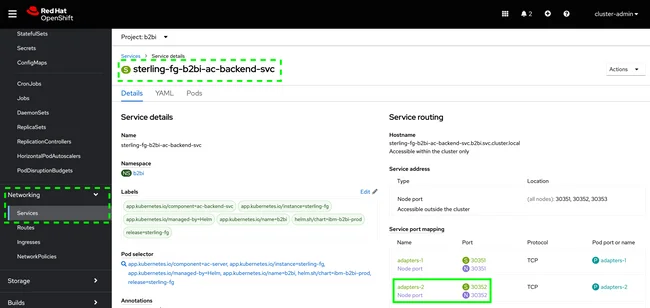 Red Hat
OpenShift
2
cluster-admin
StatefulSets
Secrets
ConfigMaps
CronJobs
Jobs
DaemonSets
ReplicaSets
ReplicationControllers
HorizontalPodAutoscalers
PodDisruptionBudgets
Networking
Services
Routes
Ingresses
NetworkPolicies
Storage
Builds
Project: b2bi
Services > Service details
S sterling-fg-b2bi-ac-backend-svc
Actions
Details YAML Pods
Service details
Name
sterling-fg-b2bi-ac-backend-svc
Namespace
NS b2bi
Labels
Edit
app.kubernetes.io/component=ac-backend-svc app.kubernetes.io/instance=sterling-fg
app.kubernetes.io/managed-by=Helm app.kubernetes.io/name=b2bi helm.sh/chart=ibm-b2bi-prod
release=sterling-fg
Pod selector
app.kubernetes.io/component=ac-server, app.kubernetes.io/instance=sterling-fg,
app.kubernetes.io/managed-by=Helm, app.kubernetes.io/name=b2bi, helm.sh/chart=ibm-b2bi-prod,
release=sterling-fg
Annotations
Service routing
Hostname
sterling-fg-b2bi-ac-backend-svc.b2bi.svc.cluster.local
Accessible within the cluster only
Service address
Type Location
Node port (all nodes): 30351, 30352, 30353
Accessible outside the cluster
Service port mapping
Name Port Protocol Pod port or name
adapters-1 S 30351 TCP P adapters-1
Node port N 30351
adapters-2 S 30352 TCP P adapters-2
Node port N 30352